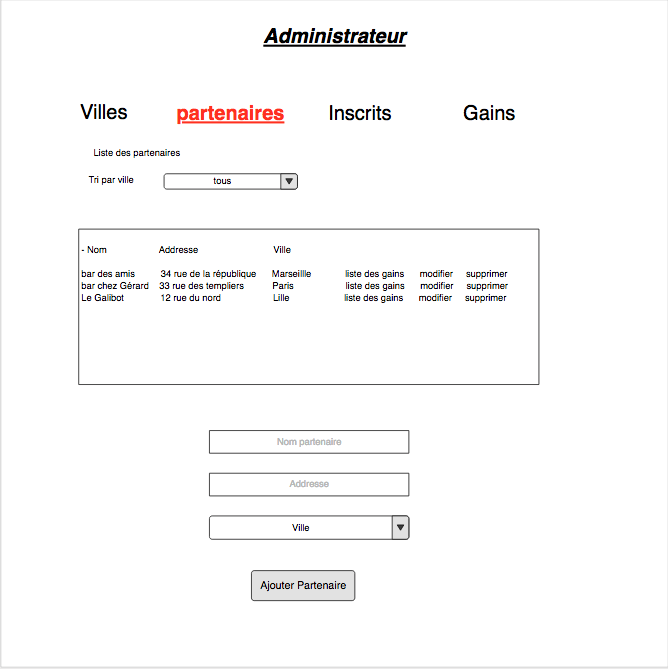 Administrateur
Villes partenaires Inscrits Gains
Liste des partenaires
Tri par ville tous
- Nom Addresse Ville
bar des amis 34 rue de la république Marseillle liste des gains modifier supprimer
bar chez Gérard 33 rue des templiers Paris liste des gains modifier supprimer
Le Galibot 12 rue du nord Lille liste des gains modifier supprimer
Nom partenaire
Addresse
Ville
Ajouter Partenaire